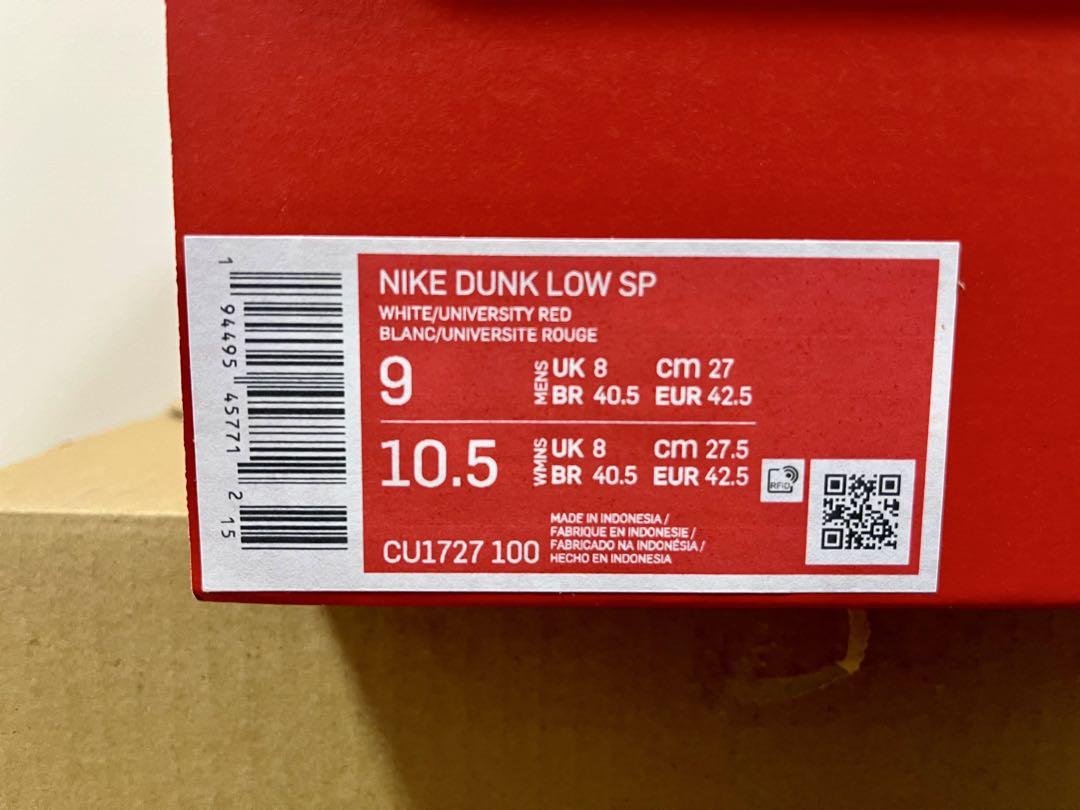 NIKE DUNK LOW SP
WHITE/UNIVERSITY RED
BLANC/UNIVERSITE ROUGE
9 MENS UK 8 cm 27
BR 40.5 EUR 42.5
10.5 WMNS UK 8 cm 27.5
BR 40.5 EUR 42.5
RFID
CU1727 100
MADE IN INDONESIA /
FABRIQUE EN INDONESIE /
FABRICADO NA INDONÉSIA /
HECHO EN INDONESIA
1 94495 45771 2 15